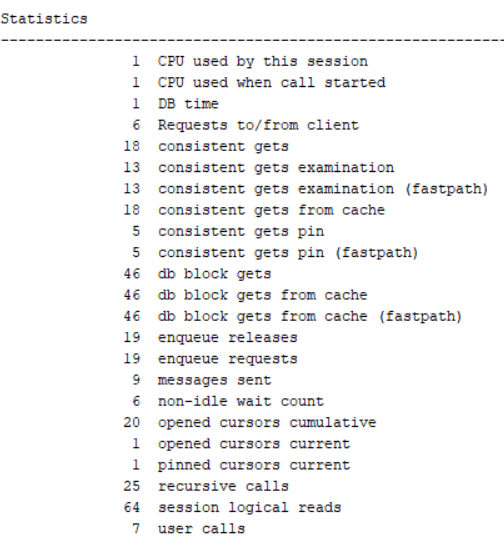 Statistics
-----------------------------------------------------------
1 CPU used by this session
1 CPU used when call started
1 DB time
6 Requests to/from client
18 consistent gets
13 consistent gets examination
13 consistent gets examination (fastpath)
18 consistent gets from cache
5 consistent gets pin
5 consistent gets pin (fastpath)
46 db block gets
46 db block gets from cache
46 db block gets from cache (fastpath)
19 enqueue releases
19 enqueue requests
9 messages sent
6 non-idle wait count
20 opened cursors cumulative
1 opened cursors current
1 pinned cursors current
25 recursive calls
64 session logical reads
7 user calls